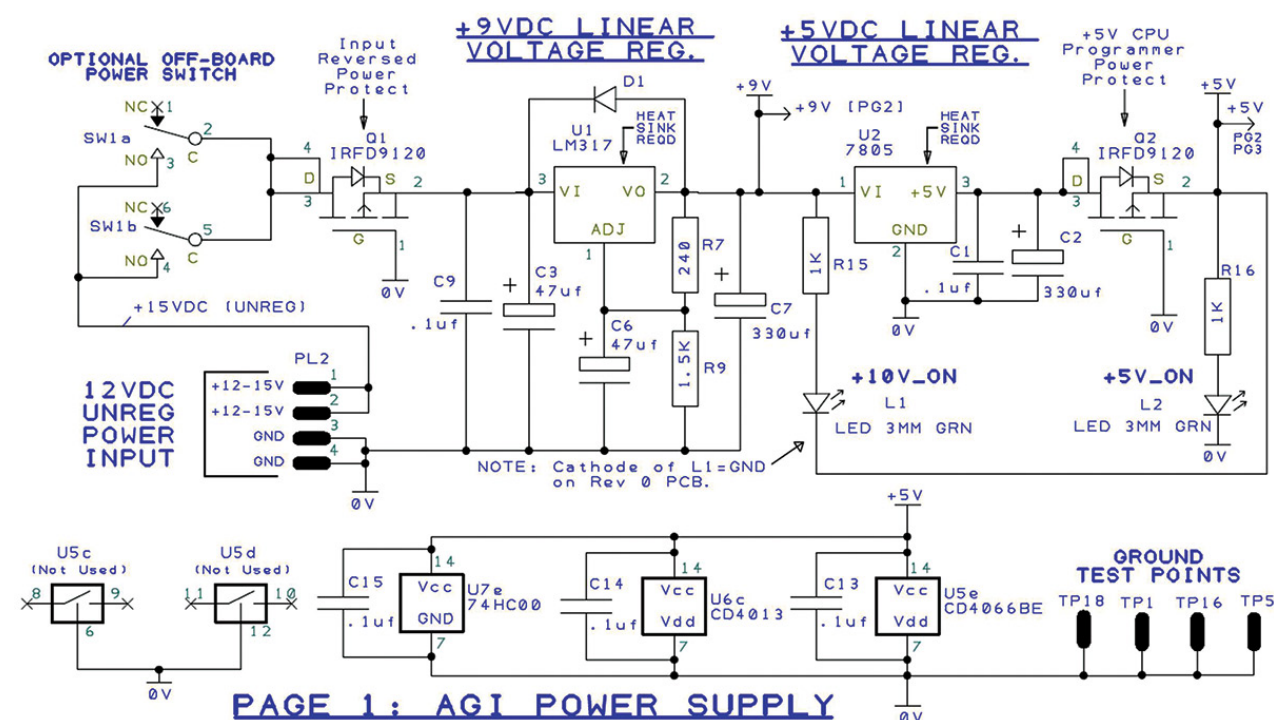 +9VDC LINEAR
VOLTAGE REG.
+5VDC LINEAR
VOLTAGE REG.
OPTIONAL OFF-BOARD
POWER SWITCH
Input
Reversed
Power
Protect
+5V CPU
Programmer
Power
Protect
NC 1
SW1a
2
C
NO 3
NC 6
SW1b
5
C
NO 4
Q1
IRFD9120
4
D
3
S
2
G
1
0V
D1
U1
LM317
HEAT
SINK
REQD
3
VI
VO
2
ADJ
1
+9V
+9V [PG2]
U2
7805
HEAT
SINK
REQD
1
VI
+5V
3
GND
2
0V
Q2
IRFD9120
4
D
3
S
2
G
1
0V
+5V
+5V
PG2
PG3
C9
.1uf
C3
+
47uf
C6
+
47uf
240
R7
1.5K
R9
+
C7
330uf
1K
R15
C1
.1uf
+
C2
330uf
R16
1K
+15VDC (UNREG)
PL2
12VDC
UNREG
POWER
INPUT
+12-15V
1
+12-15V
2
GND
3
GND
4
0V
+10V_ON
L1
LED 3MM GRN
+5V_ON
L2
LED 3MM GRN
0V
NOTE: Cathode of L1=GND
on Rev 0 PCB.
U5c
(Not Used)
8
9
6
U5d
(Not Used)
11
10
12
0V
+5V
C15
.1uf
14
Vcc
GND
7
U7e
74HC00
C14
.1uf
14
Vcc
Vdd
7
U6c
CD4013
C13
.1uf
14
Vcc
Vdd
7
U5e
CD4066BE
0V
GROUND
TEST POINTS
TP18
TP1
TP16
TP5
PAGE 1: AGI POWER SUPPLY